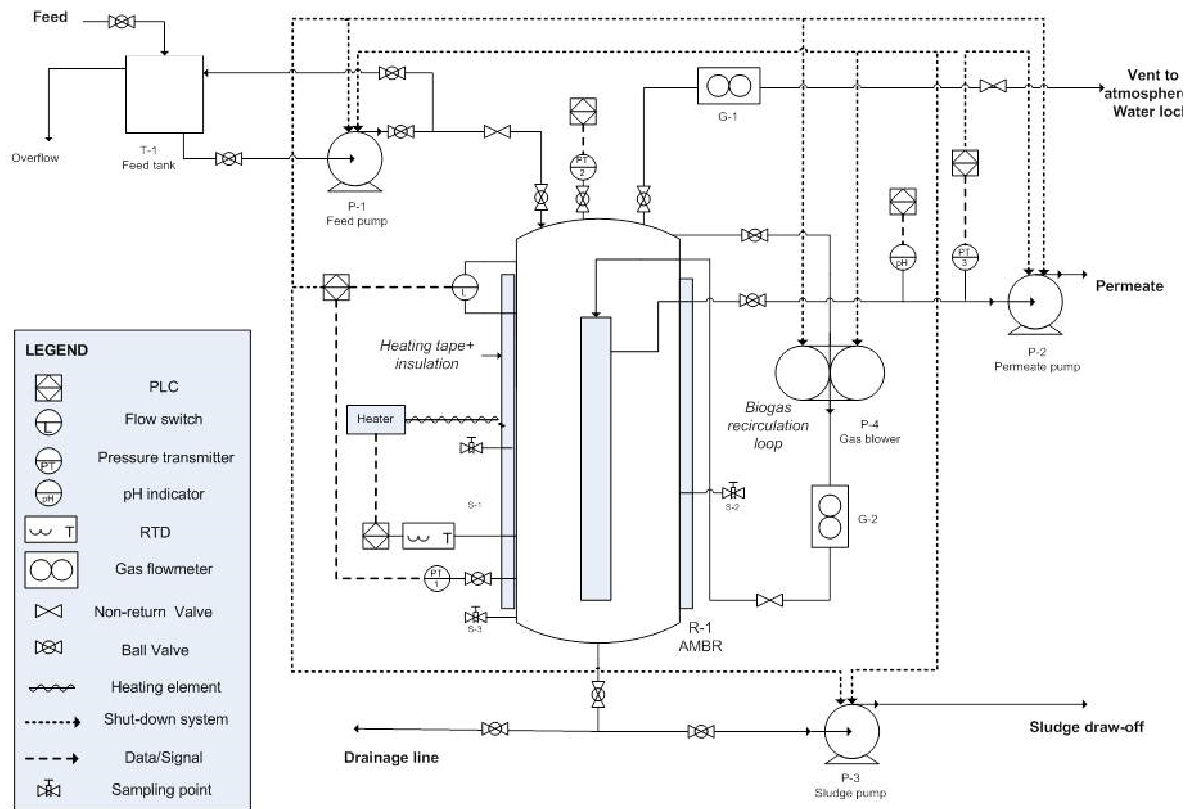 Feed
T-1
Feed tank
Overflow
P-1
Feed pump
PT
2
G-1
Vent to
atmosphere
Water lock
pH
PT
3
Permeate
P-2
Permeate pump
L
Heating tape+
insulation
Heater
S-1
T
PT
1
S-3
S-2
R-1
AMBR
Biogas
recirculation
loop
P-4
Gas blower
G-2
Drainage line
P-3
Sludge pump
Sludge draw-off
LEGEND
PLC
L
Flow switch
PT
Pressure transmitter
pH
pH indicator
T
RTD
Gas flowmeter
Non-return Valve
Ball Valve
Heating element
Shut-down system
Data/Signal
Sampling point